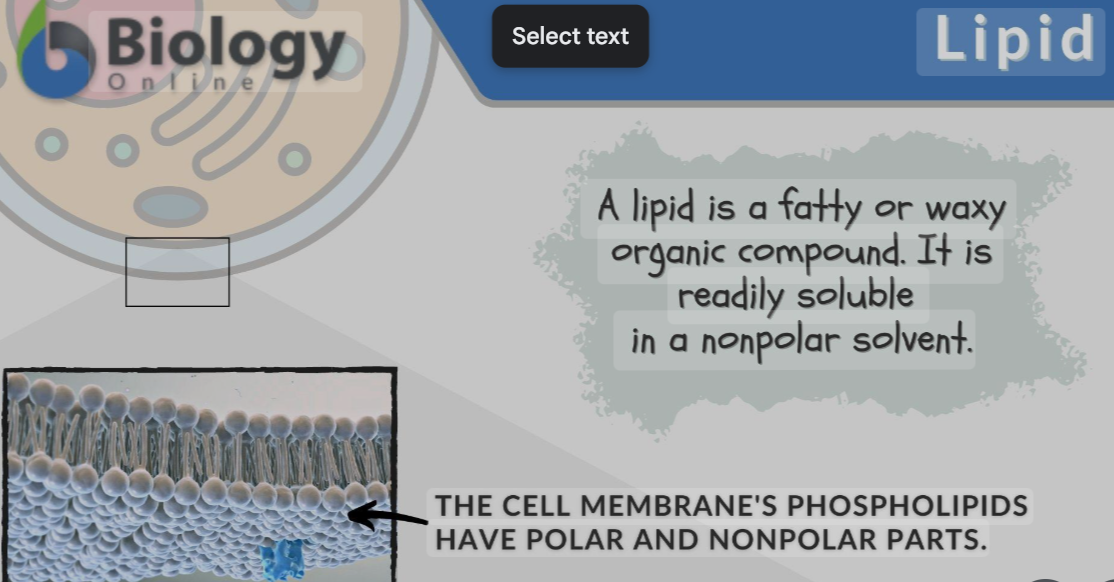 Biology
Online
Select text
Lipid
A lipid is a fatty or waxy
organic compound. It is
readily soluble
in a nonpolar solvent.
THE CELL MEMBRANE'S PHOSPHOLIPIDS
HAVE POLAR AND NONPOLAR PARTS.